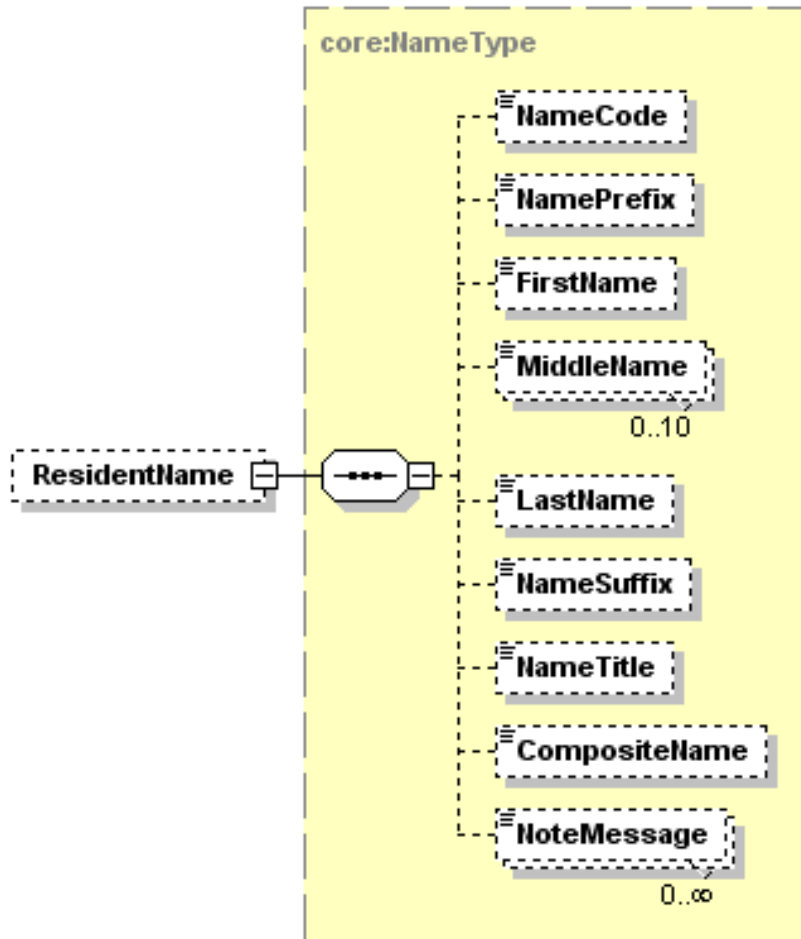 core:NameType
NameCode
NamePrefix
FirstName
MiddleName
0..10
ResidentName
LastName
NameSuffix
NameTitle
CompositeName
NoteMessage
0..∞